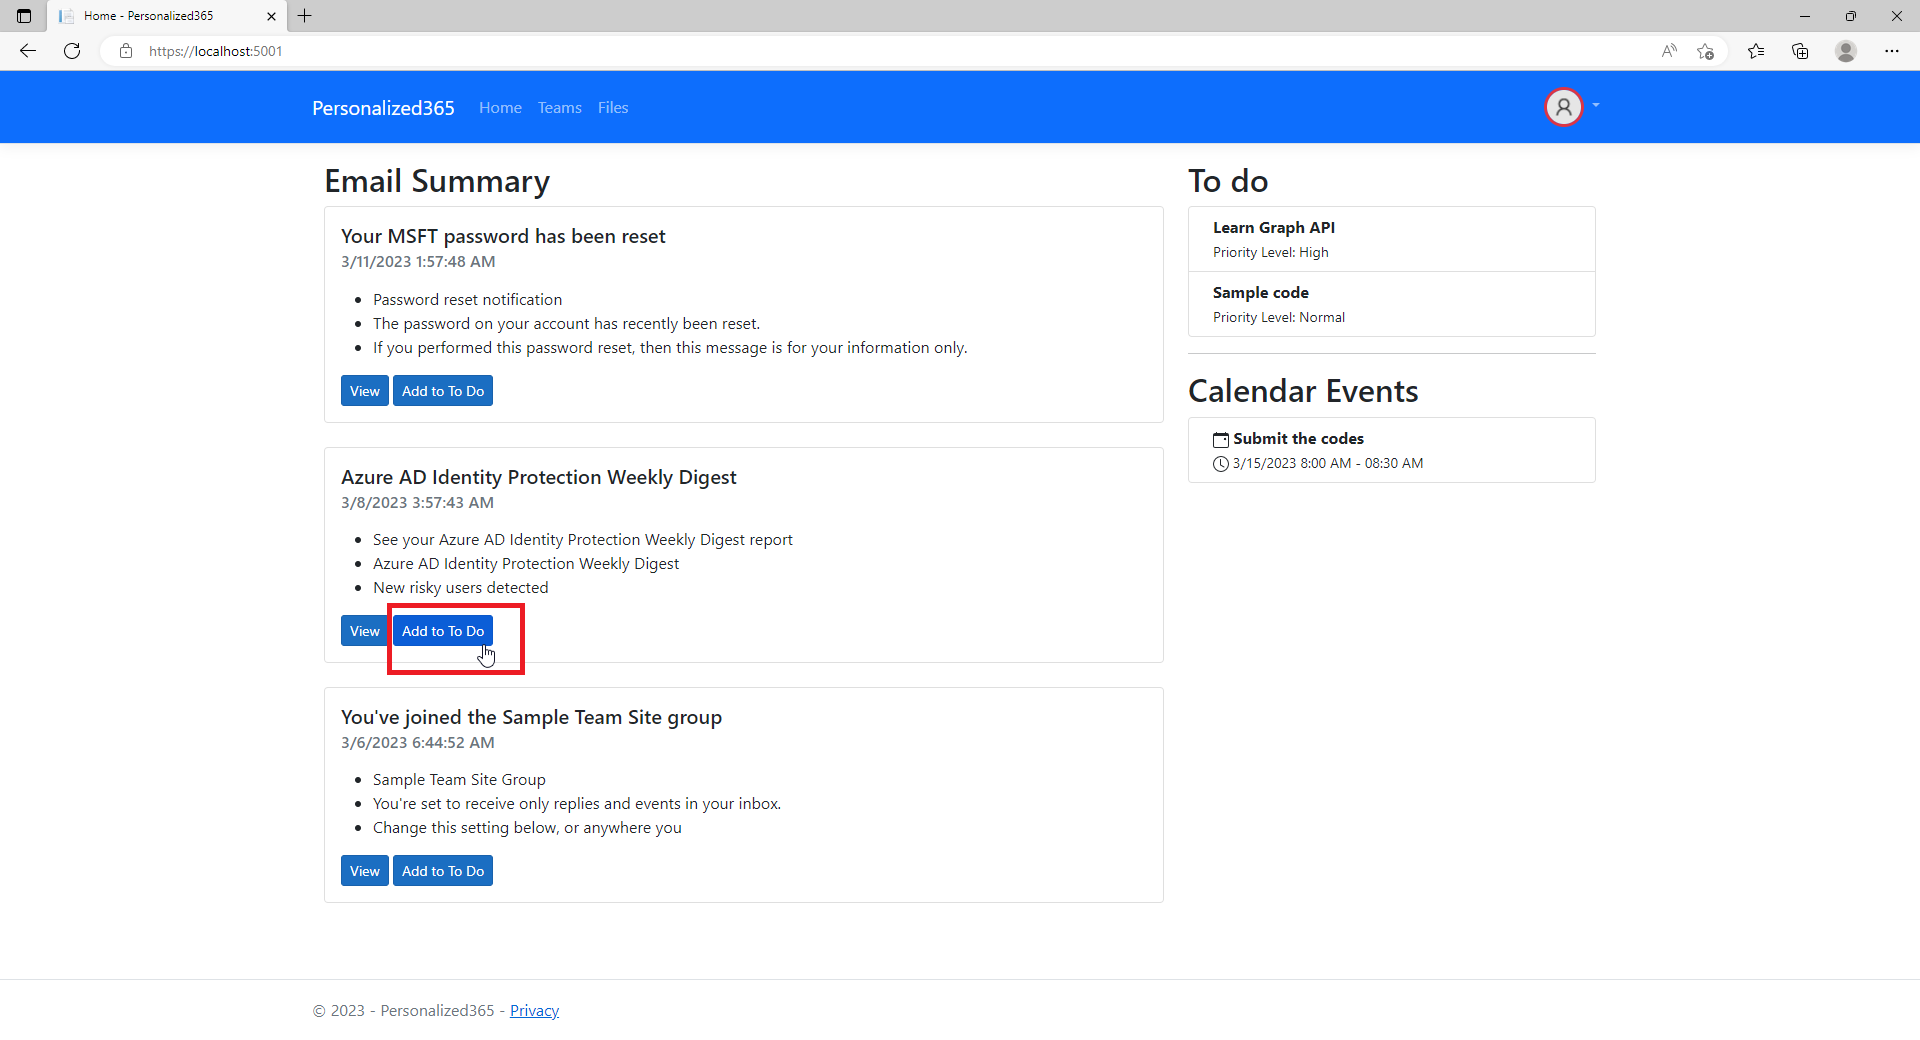 Home - Personalized365
https://localhost:5001
Personalized365 Home Teams Files
Email Summary
Your MSFT password has been reset
3/11/2023 1:57:48 AM
Password reset notification
The password on your account has recently been reset.
If you performed this password reset, then this message is for your information only.
View Add to To Do
Azure AD Identity Protection Weekly Digest
3/8/2023 3:57:43 AM
See your Azure AD Identity Protection Weekly Digest report
Azure AD Identity Protection Weekly Digest
New risky users detected
View Add to To Do
You've joined the Sample Team Site group
3/6/2023 6:44:52 AM
Sample Team Site Group
You're set to receive only replies and events in your inbox.
Change this setting below, or anywhere you
View Add to To Do
To do
Learn Graph API
Priority Level: High
Sample code
Priority Level: Normal
Calendar Events
Submit the codes
3/15/2023 8:00 AM - 08:30 AM
© 2023 - Personalized365 - Privacy